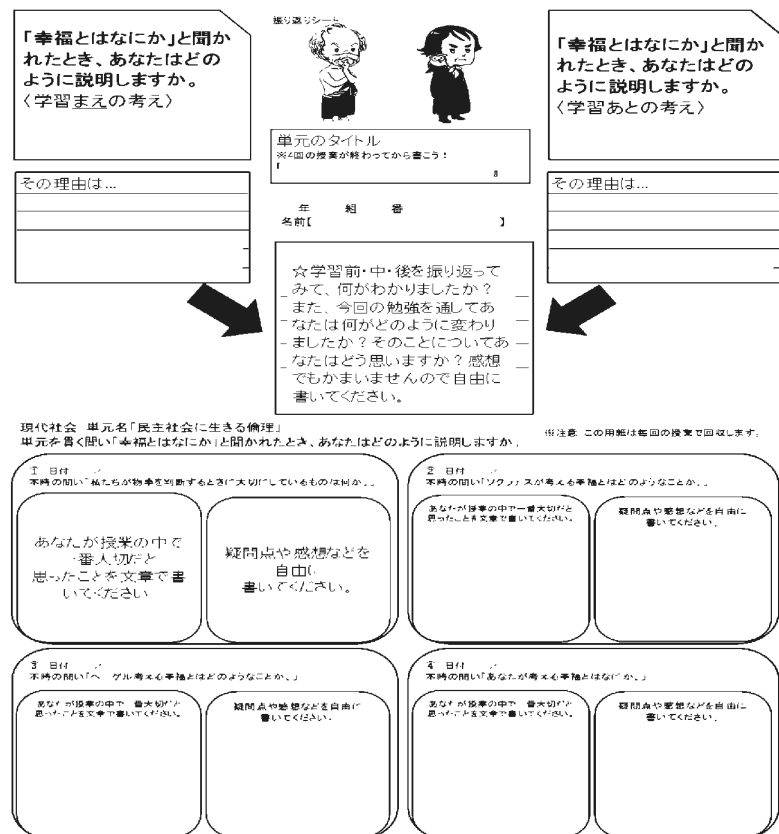 振り返りシート
「幸福とはなにか」と聞か
れたとき、あなたはどの
ように説明しますか。
〈学習まえの考え〉
その理由は…
単元のタイトル
※4回の授業が終わってから書こう！
『
』
年 組 番
名前【 】
「幸福とはなにか」と聞か
れたとき、あなたはどの
ように説明しますか。
〈学習あとの考え〉
その理由は…
☆学習前・中・後を振り返って
みて、何がわかりましたか？
また、今回の勉強を通してあ
なたは何がどのように変わり
ましたか？そのことについてあ
なたはどう思いますか？感想
でもかまいませんので自由に
書いてください。
現代社会 単元名「民主社会に生きる倫理」
単元を貫く問い「幸福とはなにか」と聞かれたとき、あなたはどのように説明しますか。
※注意 この用紙は毎回の授業で回収します。
① 日付 ／
本時の問い「私たちが物事を判断するときに大切にしているものは何か。」
あなたが授業の中で
一番大切だと
思ったことを文章で書
いてください
疑問点や感想などを
自由に
書いてください。
② 日付 ／
本時の問い「ソクラテスが考える幸福とはどのようなことか。」
あなたが授業の中で一番大切だと
思ったことを文章で書いてください。
疑問点や感想などを自由に
書いてください。
③ 日付 ／
本時の問い「ヘーゲル考える幸福とはどのようなことか。」
あなたが授業の中で一番大切だと
思ったことを文章で書いてください。
疑問点や感想などを自由に
書いてください。
④ 日付 ／
本時の問い「あなたが考える幸福とはなにか。」
あなたが授業の中で一番大切だと
思ったことを文章で書いてください。
疑問点や感想などを自由に
書いてください。